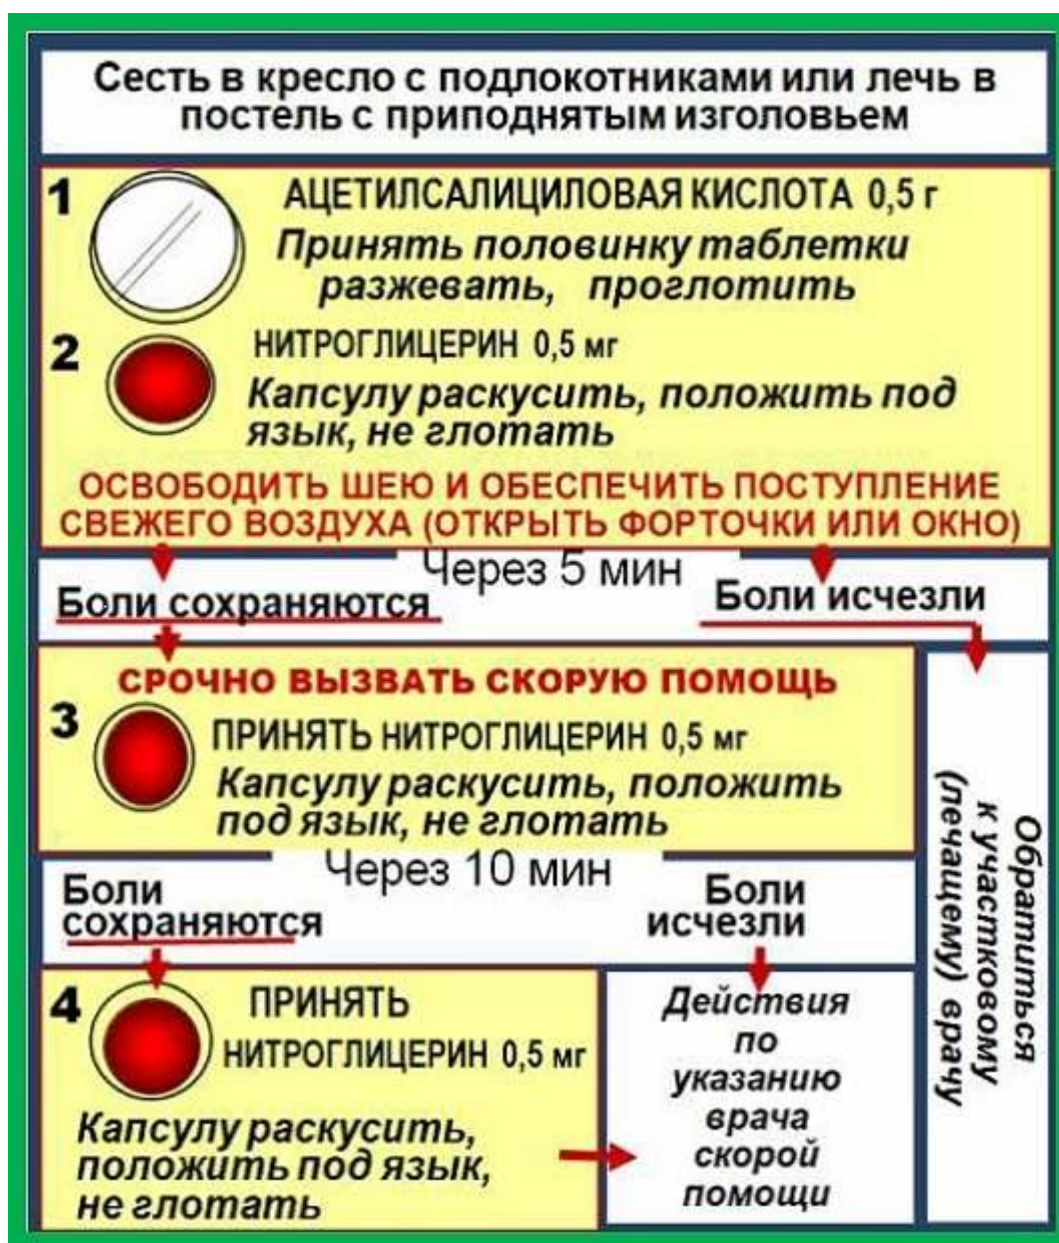 Сесть в кресло с подлокотниками или лечь в
постель с приподнятым изголовьем
1
АЦЕТИЛСАЛИЦИЛОВАЯ КИСЛОТА 0,5 г
Принять половинку таблетки
разжевать, проглотить
2
НИТРОГЛИЦЕРИН 0,5 мг
Капсулу раскусить, положить под
язык, не глотать
ОСВОБОДИТЬ ШЕЮ И ОБЕСПЕЧИТЬ ПОСТУПЛЕНИЕ
СВЕЖЕГО ВОЗДУХА (ОТКРЫТЬ ФОРТОЧКИ ИЛИ ОКНО)
Через 5 мин
Боли сохраняются
Боли исчезли
СРОЧНО ВЫЗВАТЬ СКОРУЮ ПОМОЩЬ
3
ПРИНЯТЬ НИТРОГЛИЦЕРИН 0,5 мг
Капсулу раскусить, положить
под язык, не глотать
Через 10 мин
Боли
сохраняются
Боли
исчезли
4
ПРИНЯТЬ
НИТРОГЛИЦЕРИН 0,5 мг
Капсулу раскусить,
положить под язык,
не глотать
Действия
по
указанию
врача
скорой
помощи
Обратиться
к участковому
(лечащему) врачу